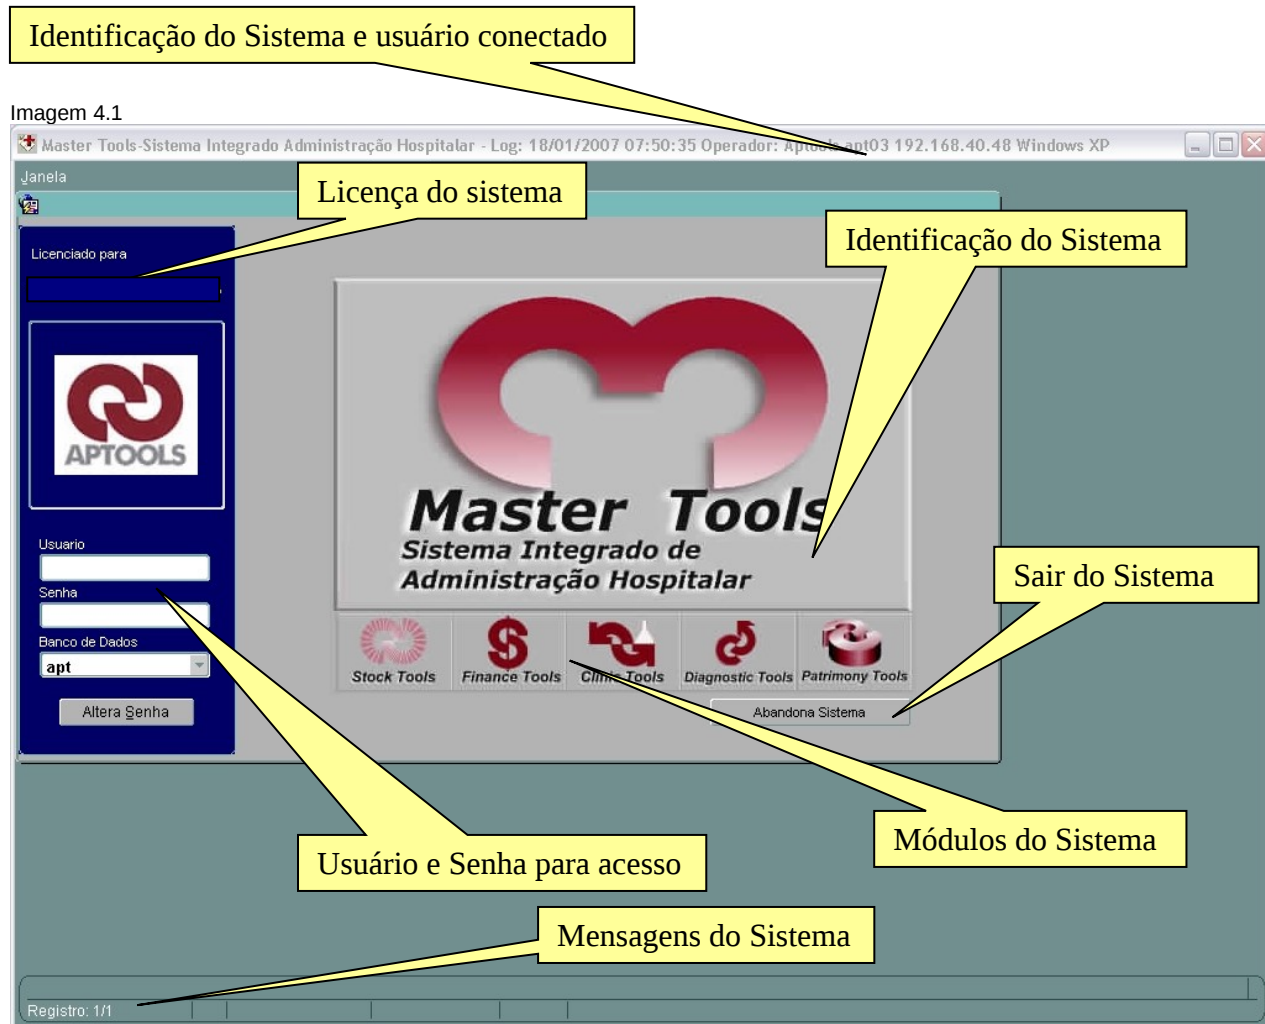 Identificação do Sistema e usuário conectado
Imagem 4.1
Master Tools-Sistema Integrado Administração Hospitalar - Log: 18/01/2007 07:50:35 Operador: Aptools apt03 192.168.40.48 Windows XP
Janela
Licença do sistema
Identificação do Sistema
Licenciado para
APTOOLS
Master Tools
Sistema Integrado de
Administração Hospitalar
Usuario
Senha
Banco de Dados
apt
Altera Senha
Sair do Sistema
Stock Tools
Finance Tools
Clinic Tools
Diagnostic Tools
Patrimony Tools
Abandona Sistema
Módulos do Sistema
Usuário e Senha para acesso
Mensagens do Sistema
Registro: 1/1